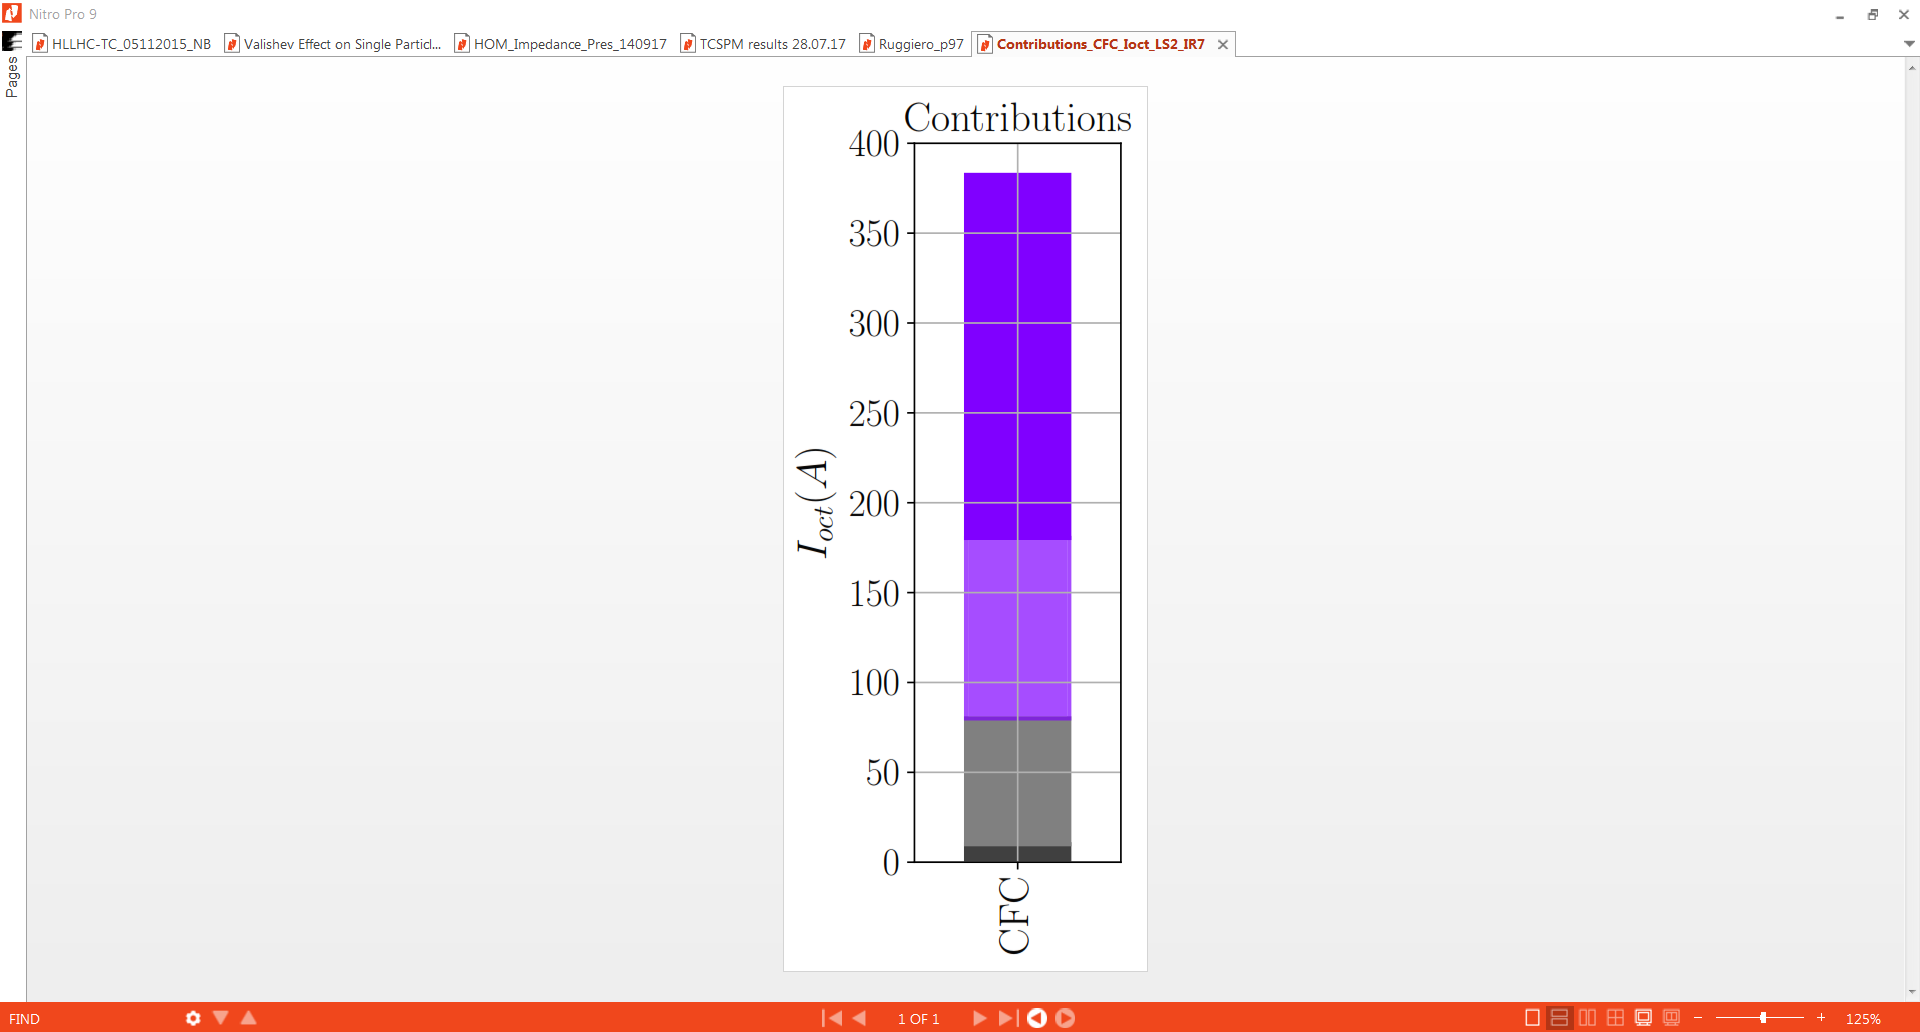 Nitro Pro 9
HLLHC-TC_05112015_NB
Valishev Effect on Single Particl...
HOM_Impedance_Pres_140917
TCSPM results 28.07.17
Ruggiero_p97
Contributions_CFC_Ioct_LS2_IR7
Pages
Contributions
400
350
300
250
200
150
100
50
0
I_oct(A)
CFC
FIND
1 OF 1
125%